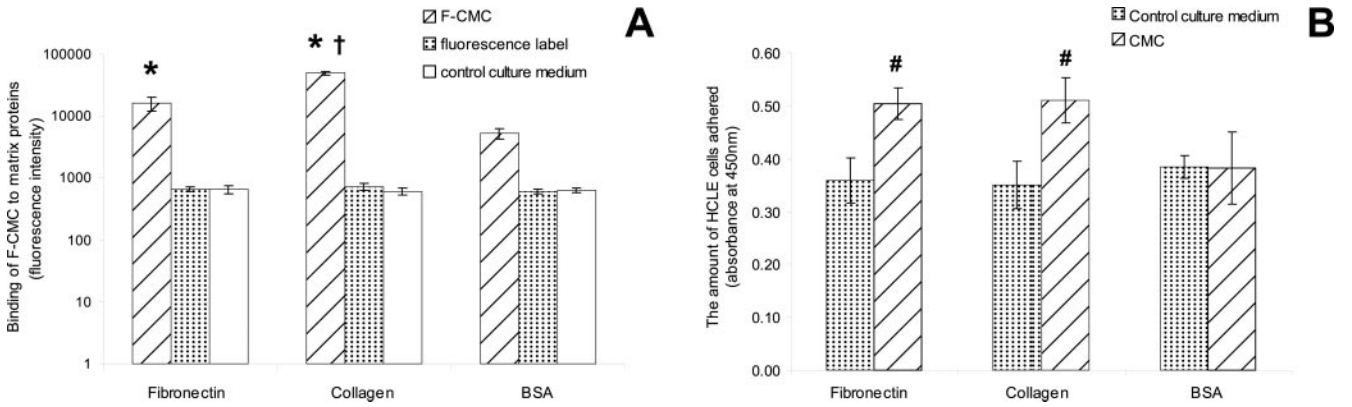 A
F-CMC
fluorescence label
control culture medium
Binding of F-CMC to matrix proteins
(fluorescence intensity)
100000
10000
1000
100
10
1
*
* †
Fibronectin
Collagen
BSA
B
Control culture medium
CMC
The amount of HCLE cells adhered
(absorbance at 450nm)
0.60
0.50
0.40
0.30
0.20
0.10
0.00
#
#
Fibronectin
Collagen
BSA